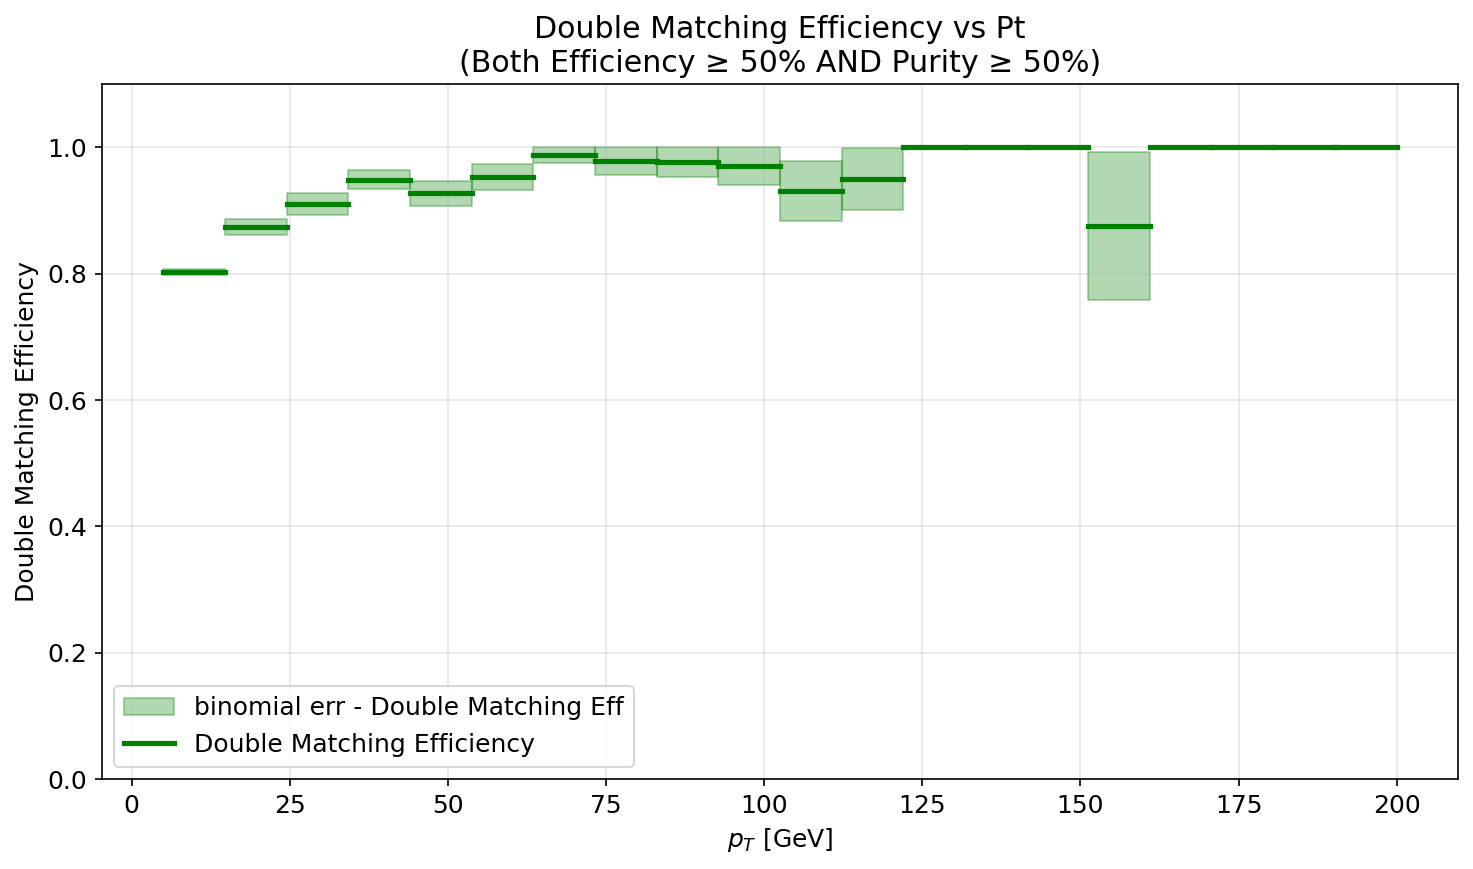 Double Matching Efficiency vs Pt
(Both Efficiency ≥ 50% AND Purity ≥ 50%)
Double Matching Efficiency
1.0
0.8
0.6
0.4
0.2
0.0
binomial err - Double Matching Eff
Double Matching Efficiency
0 25 50 75 100 125 150 175 200
p_T [GeV]